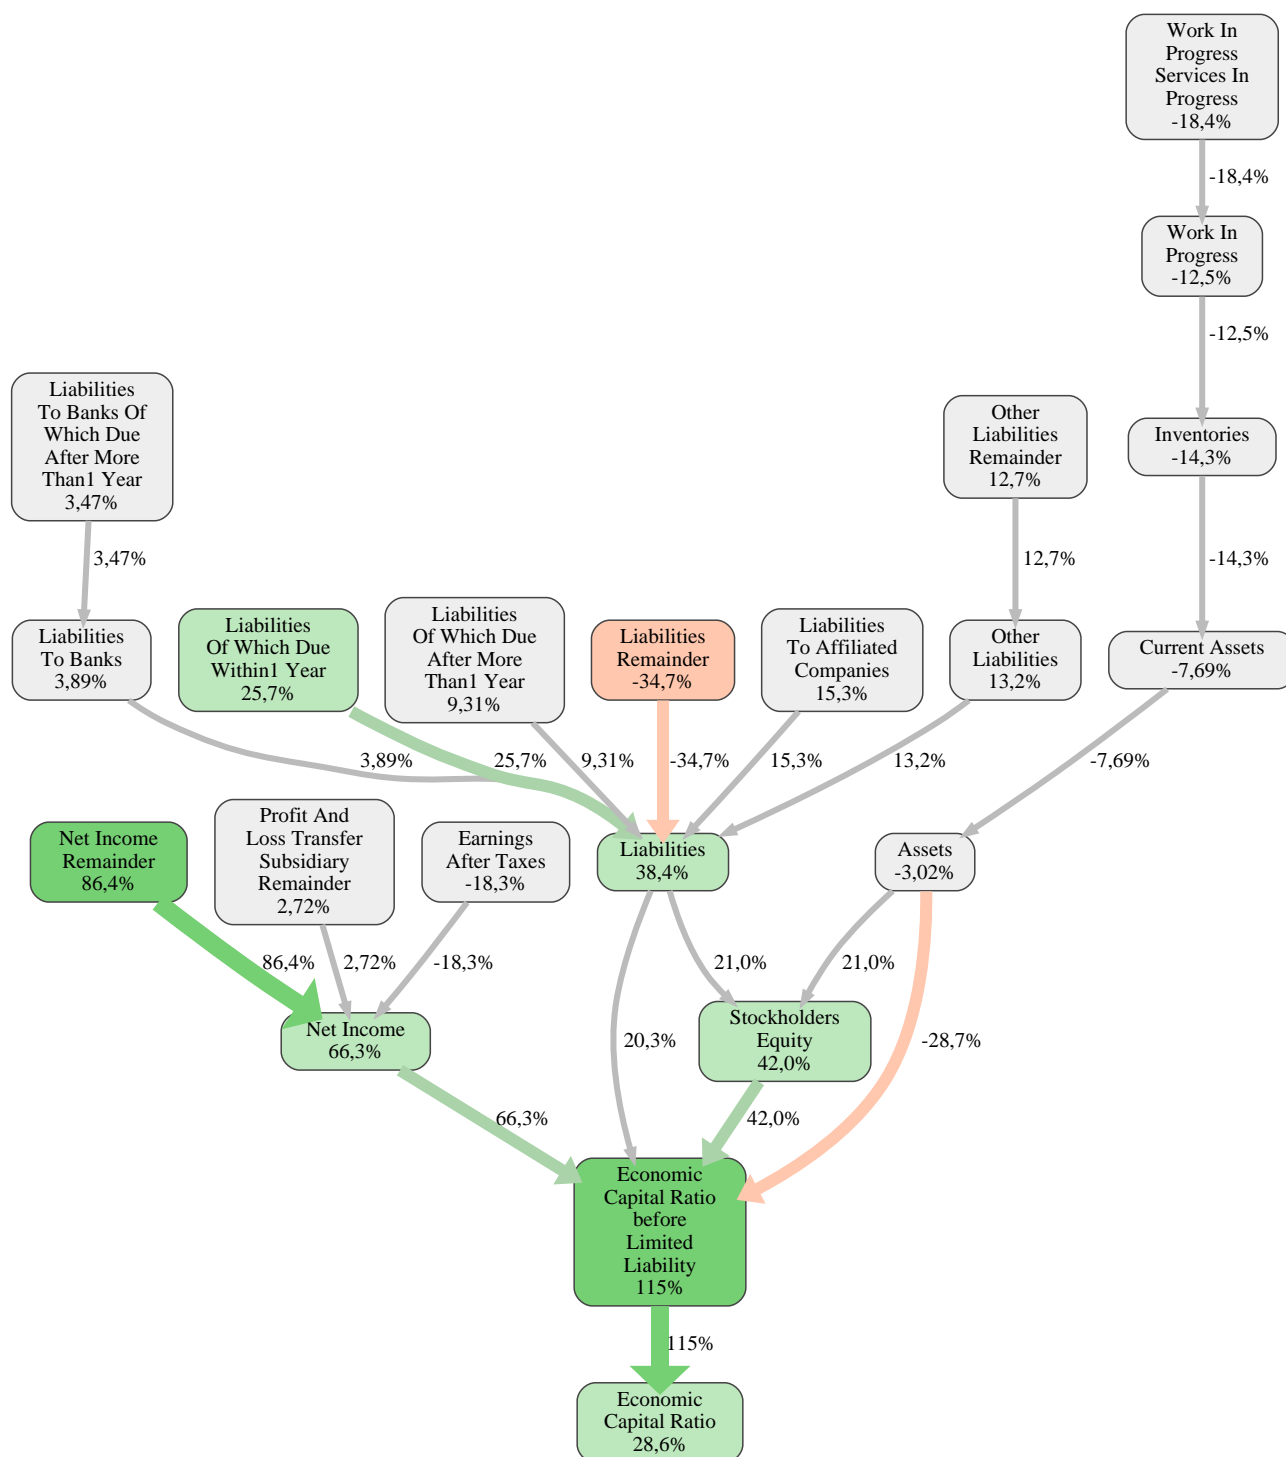 Work In
Progress
Services In
Progress
-18,4%
-18,4%
Work In
Progress
-12,5%
-12,5%
Liabilities
To Banks Of
Which Due
After More
Than1 Year
3,47%
Other
Liabilities
Remainder
12,7%
Inventories
-14,3%
3,47%
12,7%
-14,3%
Liabilities
To Banks
3,89%
Liabilities
Of Which Due
Within1 Year
25,7%
Liabilities
Of Which Due
After More
Than1 Year
9,31%
Liabilities
Remainder
-34,7%
Liabilities
To Affiliated
Companies
15,3%
Other
Liabilities
13,2%
Current Assets
-7,69%
3,89%
25,7%
9,31%
-34,7%
15,3%
13,2%
-7,69%
Net Income
Remainder
86,4%
Profit And
Loss Transfer
Subsidiary
Remainder
2,72%
Earnings
After Taxes
-18,3%
Liabilities
38,4%
Assets
-3,02%
86,4%
2,72%
-18,3%
21,0%
21,0%
Net Income
66,3%
20,3%
Stockholders
Equity
42,0%
-28,7%
66,3%
42,0%
Economic
Capital Ratio
before
Limited
Liability
115%
115%
Economic
Capital Ratio
28,6%